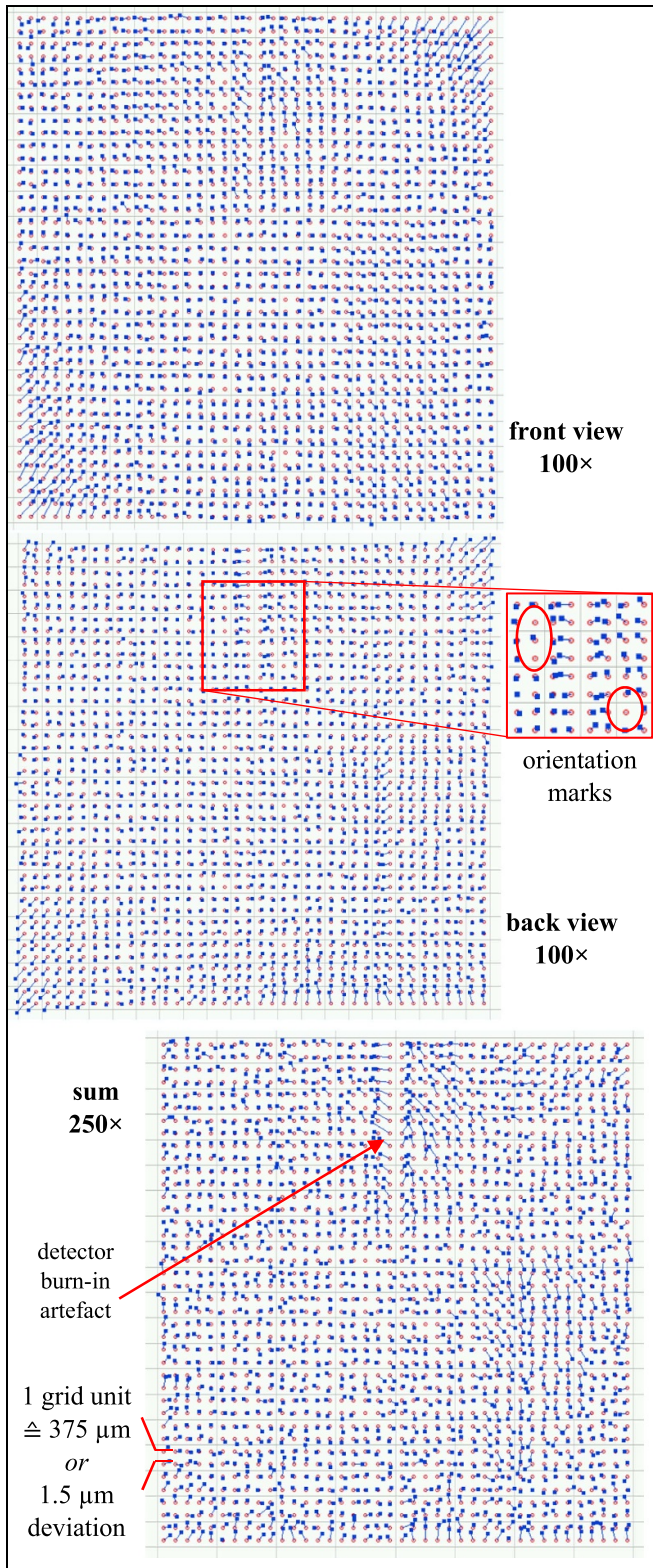 front view
100×
orientation
marks
back view
100×
sum
250×
detector
burn-in
artefact
1 grid unit
≙ 375 µm
or
1.5 µm
deviation